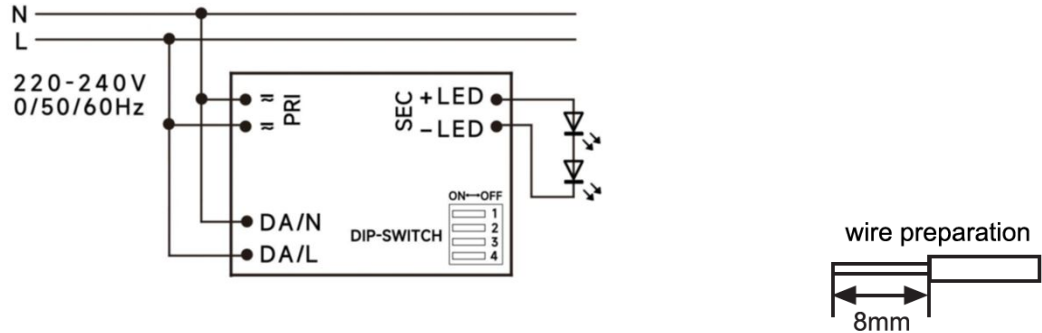 N
L
220-240V
0/50/60Hz
≂ PRI
≂
SEC +LED
-LED
ON↔OFF
1
2
3
4
DIP-SWITCH
DA/N
DA/L
wire preparation
8mm